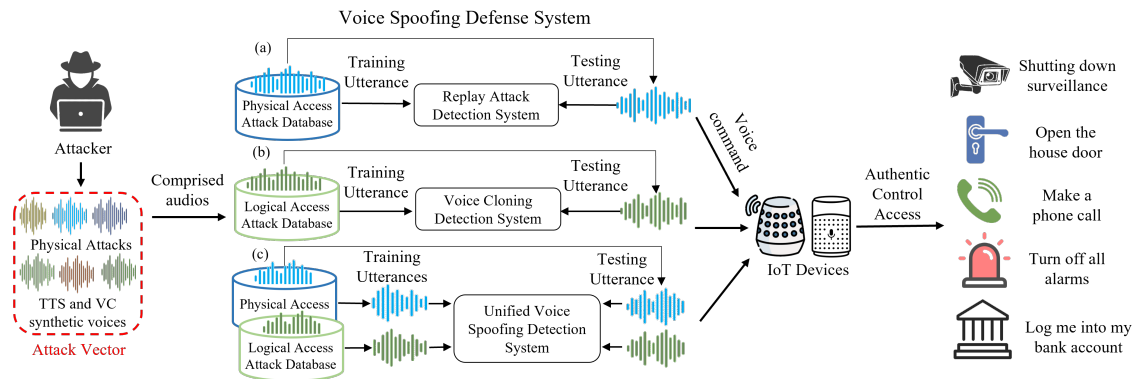 Voice Spoofing Defense System
Attacker
Physical Attacks
TTS and VC
synthetic voices
Attack Vector
Comprised
audios
(a)
Physical Access
Attack Database
Training
Utterance
Replay Attack
Detection System
Testing
Utterance
(b)
Logical Access
Attack Database
Training
Utterance
Voice Cloning
Detection System
Testing
Utterance
(c)
Physical Access
Logical Access
Attack Database
Training
Utterances
Unified Voice
Spoofing Detection
System
Testing
Utterance
Voice
command
IoT Devices
Authentic
Control
Access
Shutting down
surveillance
Open the
house door
Make a
phone call
Turn off all
alarms
Log me into my
bank account